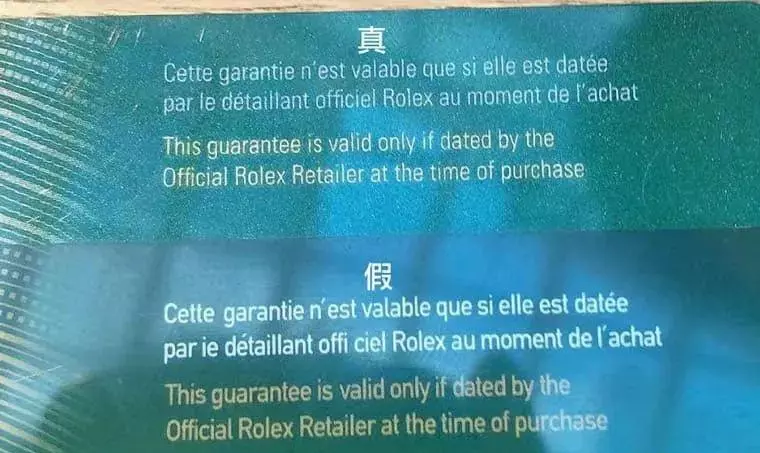 真
Cette garantie n'est valable que si elle est datée
par le détaillant officiel Rolex au moment de l'achat
This guarantee is valid only if dated by the
Official Rolex Retailer at the time of purchase
假
Cette garantie n'est valable que si elle est datée
par ie détaillant offi ciel Rolex au moment de l'achat
This guarantee is valid only if dated by the
Official Rolex Retailer at the time of purchase